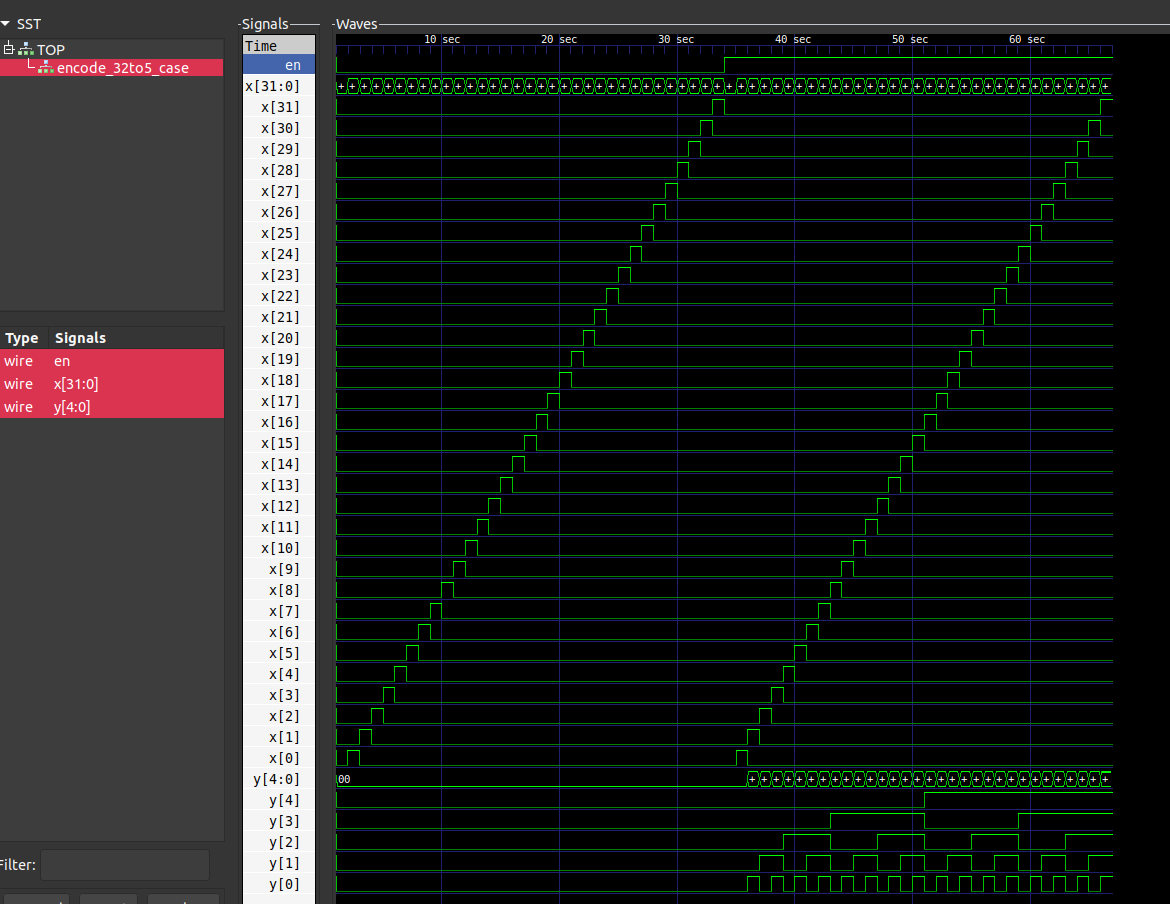 SST
TOP
encode_32to5_case
Type Signals
wire en
wire x[31:0]
wire y[4:0]
Filter:
Signals
Time
en
x[31:0]
x[31]
x[30]
x[29]
x[28]
x[27]
x[26]
x[25]
x[24]
x[23]
x[22]
x[21]
x[20]
x[19]
x[18]
x[17]
x[16]
x[15]
x[14]
x[13]
x[12]
x[11]
x[10]
x[9]
x[8]
x[7]
x[6]
x[5]
x[4]
x[3]
x[2]
x[1]
x[0]
y[4:0]
y[4]
y[3]
y[2]
y[1]
y[0]
Waves
10 sec 20 sec 30 sec 40 sec 50 sec 60 sec
00